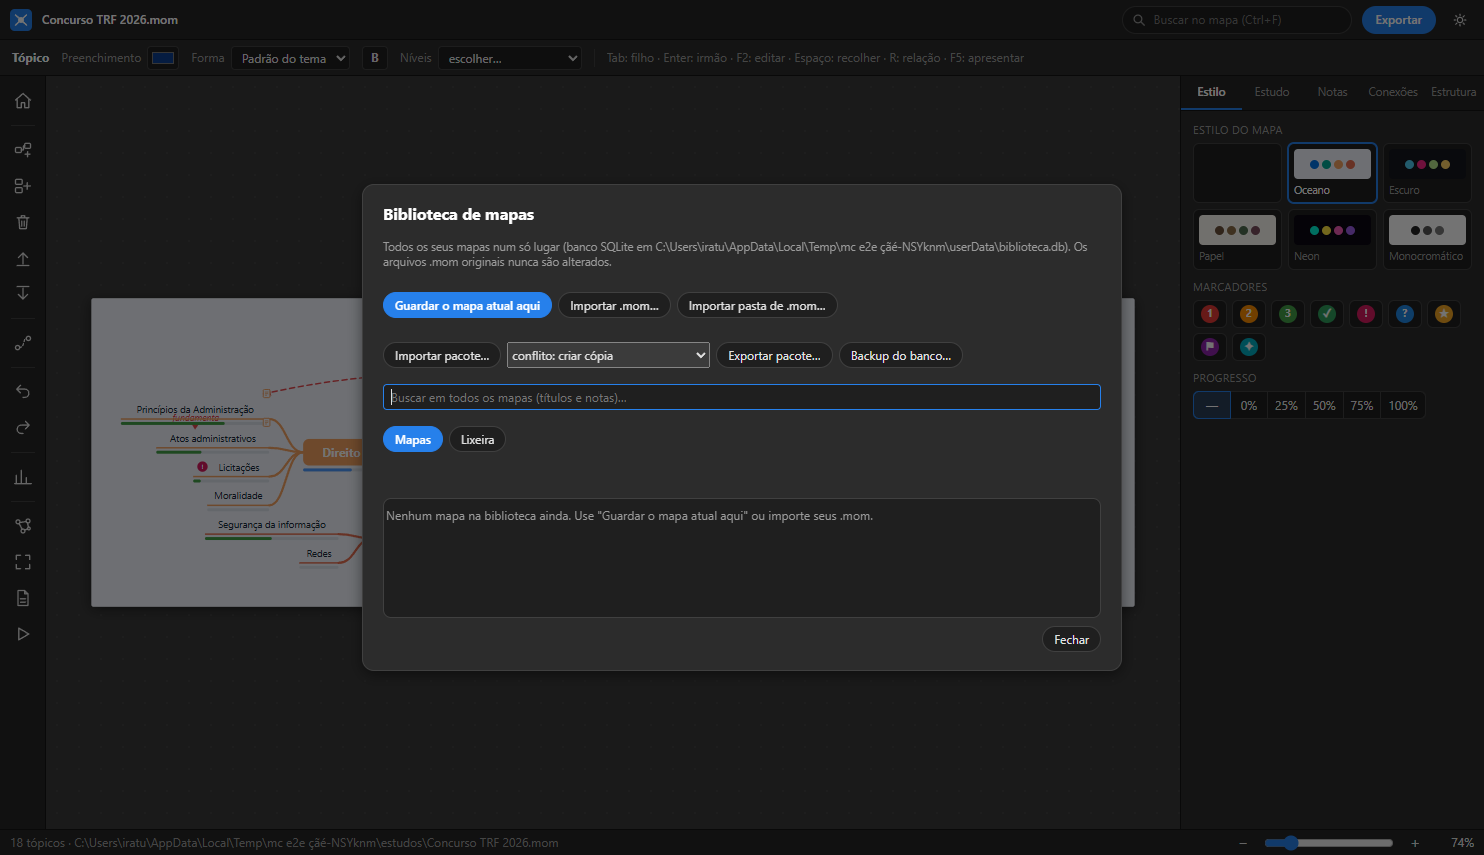 Concurso TRF 2026.mom
Buscar no mapa (Ctrl+F)
Exportar
Tópico
Preenchimento
Forma
Padrão do tema
B
Níveis
escolher...
Tab: filho · Enter: irmão · F2: editar · Espaço: recolher · R: relação · F5: apresentar
Estilo
Estudo
Notas
Conexões
Estrutura
ESTILO DO MAPA
Oceano
Escuro
Papel
Neon
Monocromático
MARCADORES
1
2
3
✓
!
?
★
PROGRESSO
—
0%
25%
50%
75%
100%
Princípios da Administração
fundamenta
Atos administrativos
!
Licitações
Moralidade
Segurança da informação
Redes
Direito
Biblioteca de mapas
Todos os seus mapas num só lugar (banco SQLite em C:\Users\iratu\AppData\Local\Temp\mc e2e çãé-NSYknm\userData\biblioteca.db). Os
arquivos .mom originais nunca são alterados.
Guardar o mapa atual aqui
Importar .mom...
Importar pasta de .mom...
Importar pacote...
conflito: criar cópia
Exportar pacote...
Backup do banco...
Buscar em todos os mapas (títulos e notas)...
Mapas
Lixeira
Nenhum mapa na biblioteca ainda. Use "Guardar o mapa atual aqui" ou importe seus .mom.
Fechar
18 tópicos · C:\Users\iratu\AppData\Local\Temp\mc e2e çãé-NSYknm\estudos\Concurso TRF 2026.mom
−
+
74%